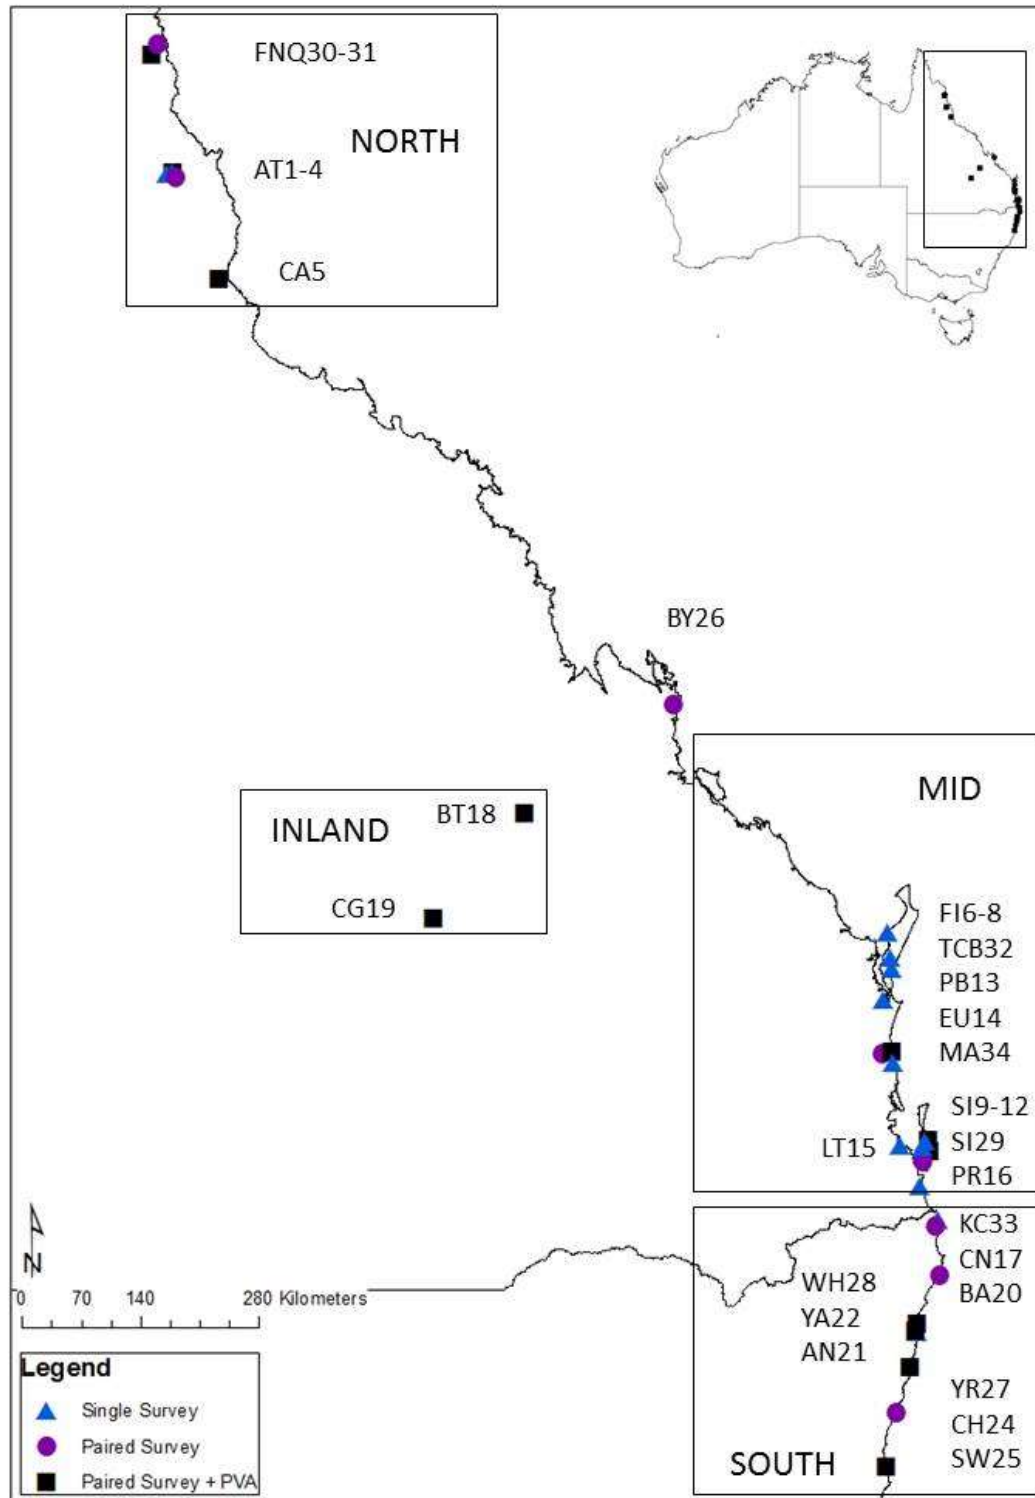 FNQ30-31
NORTH
AT1-4
CA5
BY26
MID
INLAND
BT18
CG19
FI6-8
TCB32
PB13
EU14
MA34
SI9-12
LT15
SI29
PR16
KC33
CN17
BA20
WH28
YA22
AN21
YR27
CH24
SW25
SOUTH
N
0 70 140 280 Kilometers
Legend
Single Survey
Paired Survey
Paired Survey + PVA